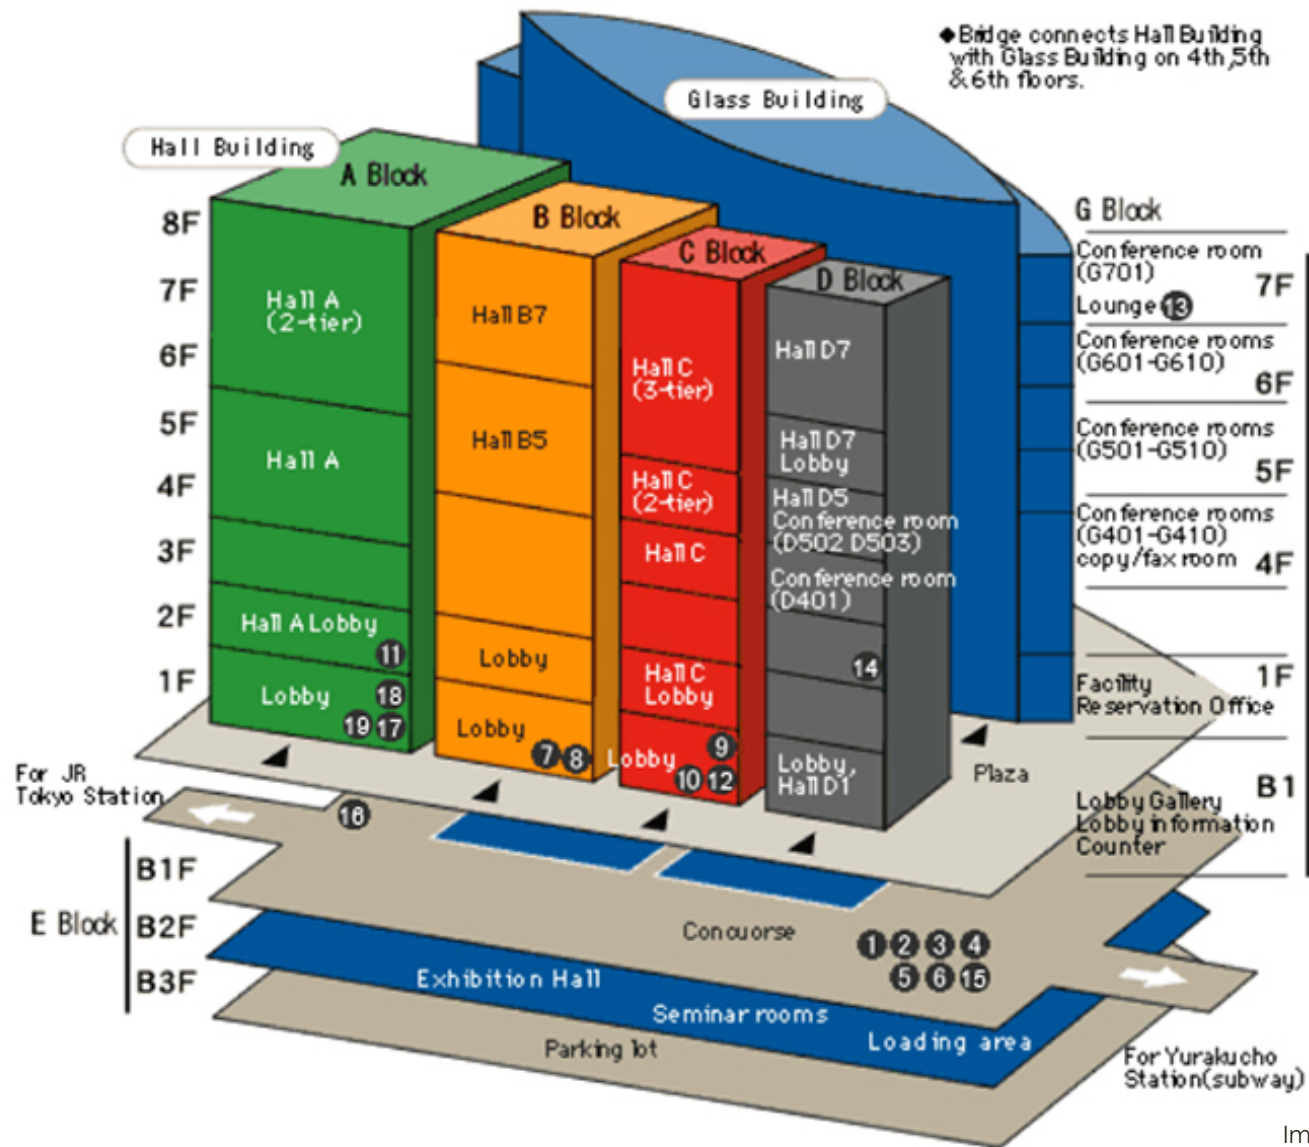 ◆Bridge connects Hall Building
with Glass Building on 4th,5th
& 6th floors.
Glass Building
Hall Building
A Block
B Block
C Block
D Block
G Block
8F
7F
6F
5F
4F
3F
2F
1F
Hall A
(2-tier)
Hall A
Hall A Lobby
11
Lobby
18
19 17
Hall B7
Hall B5
Lobby
Lobby
7 8
Hall C
(3-tier)
Hall C
(2-tier)
Hall C
Hall C
Lobby
Lobby
9
10 12
Hall D7
Hall D7
Lobby
Hall D5
Conference room
(D502 D503)
Conference room
(D401)
14
Lobby,
Hall D1
Conference room
(G701)
7F
Lounge 13
Conference rooms
(G601-G610)
6F
Conference rooms
(G501-G510)
5F
Conference rooms
(G401-G410)
copy/fax room
4F
1F
Facility
Reservation Office
B1
Lobby Gallery
Lobby information
Counter
Plaza
For JR
Tokyo Station
16
E Block
B1F
B2F
B3F
Concuorse
1 2 3 4
5 6 15
Exhibition Hall
Seminar rooms
Loading area
Parking lot
For Yurakucho
Station(subway)
Im